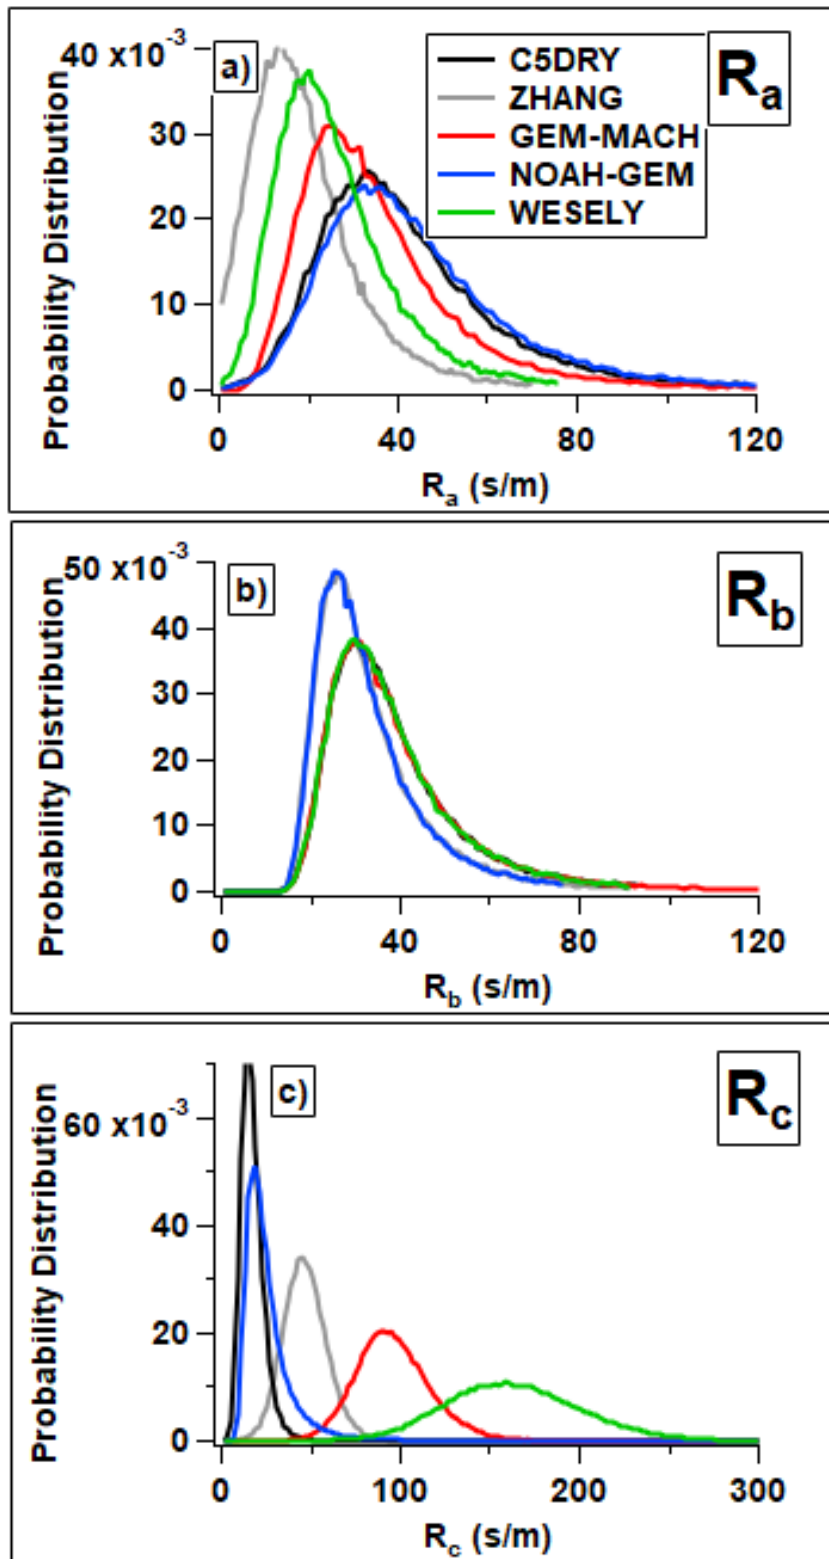 a)
R_a
C5DRY
ZHANG
GEM-MACH
NOAH-GEM
WESELY
Probability Distribution
40 x10^-3
30
20
10
0
0 40 80 120
R_a (s/m)
b)
R_b
Probability Distribution
50 x10^-3
40
30
20
10
0
0 40 80 120
R_b (s/m)
c)
R_c
Probability Distribution
60 x10^-3
40
20
0
0 100 200 300
R_c (s/m)